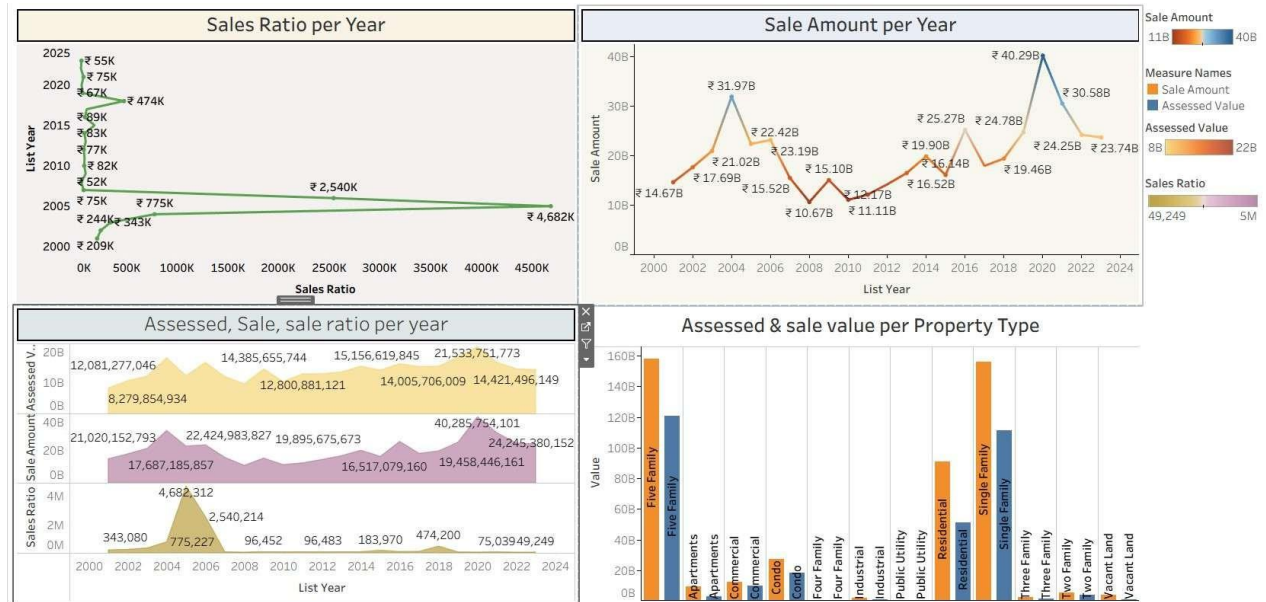 Sales Ratio per Year
2025
2020
2015
2010
2005
2000
List Year
₹ 55K
₹ 75K
₹ 67K
₹ 474K
₹ 89K
₹ 83K
₹ 77K
₹ 82K
₹ 52K
₹ 2,540K
₹ 75K
₹ 775K
₹ 4,682K
₹ 244K
₹ 343K
₹ 209K
0K 500K 1000K 1500K 2000K 2500K 3000K 3500K 4000K 4500K
Sales Ratio
Sale Amount per Year
40B
30B
20B
10B
0B
Sale Amount
₹ 14.67B
₹ 17.69B
₹ 21.02B
₹ 31.97B
₹ 22.42B
₹ 23.19B
₹ 15.52B
₹ 10.67B
₹ 15.10B
₹ 11.11B
₹ 12.17B
₹ 16.52B
₹ 19.90B
₹ 16.14B
₹ 25.27B
₹ 19.46B
₹ 24.78B
₹ 40.29B
₹ 30.58B
₹ 24.25B
₹ 23.74B
2000 2002 2004 2006 2008 2010 2012 2014 2016 2018 2020 2022 2024
List Year
Sale Amount
11B 40B
Measure Names
Sale Amount
Assessed Value
Assessed Value
8B 22B
Sales Ratio
49,249 5M
Assessed, Sale, sale ratio per year
Assessed V..
20B
10B
0B
12,081,277,046
8,279,854,934
14,385,655,744
12,800,881,121
15,156,619,845
14,005,706,009
21,533,751,773
14,421,496,149
Sale Amount
40B
20B
0B
21,020,152,793
17,687,185,857
22,424,983,827
19,895,675,673
16,517,079,160
40,285,754,101
19,458,446,161
24,245,380,152
Sales Ratio
4M
2M
0M
343,080
4,682,312
775,227
2,540,214
96,452
96,483
183,970
474,200
75,039
49,249
2000 2004 2006 2008 2010 2012 2014 2016 2018 2020 2022 2024
List Year
Assessed & sale value per Property Type
160B
140B
120B
100B
80B
60B
40B
20B
0B
Value
Five Family
Five Family
Apartments
Apartments
Commercial
Commercial
Condo
Condo
Four Family
Four Family
Industrial
Industrial
Public Utility
Public Utility
Residential
Residential
Single Family
Single Family
Three Family
Three Family
Two Family
Two Family
Vacant Land
Vacant Land